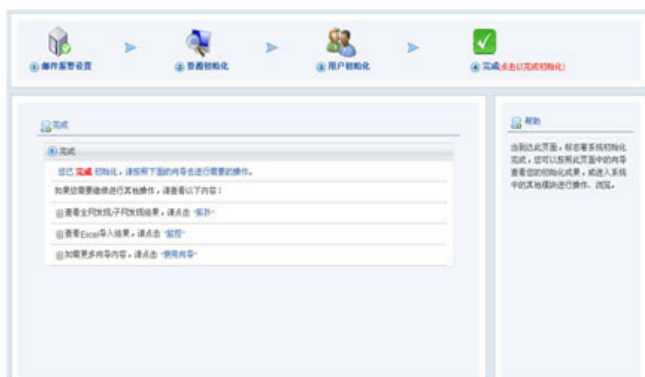 ① 邮件服务设置
② 资源初始化
③ 用户初始化
④ 完成(点击以完成初始化)
完成
① 完成
您已 完成 初始化,请按照下面的向导去进行需要的操作。
如果您需要继续进行其他操作,请查看以下内容:
查看全网发现/子网发现结果,请点击 "拓扑"
查看Excel导入结果,请点击 "监控"
如需更多向导内容,请点击 "使用向导"
帮助
当到达此页面,标志着系统初始化
完成,您可以按照此页面中的向导
查看您的初始化成果,或进入系统
中的其他模块进行操作、浏览。